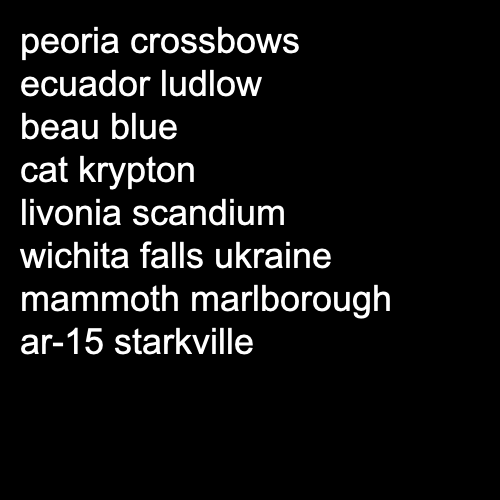 peoria crossbows
ecuador ludlow
beau blue
cat krypton
livonia scandium
wichita falls ukraine
mammoth marlborough
ar-15 starkville